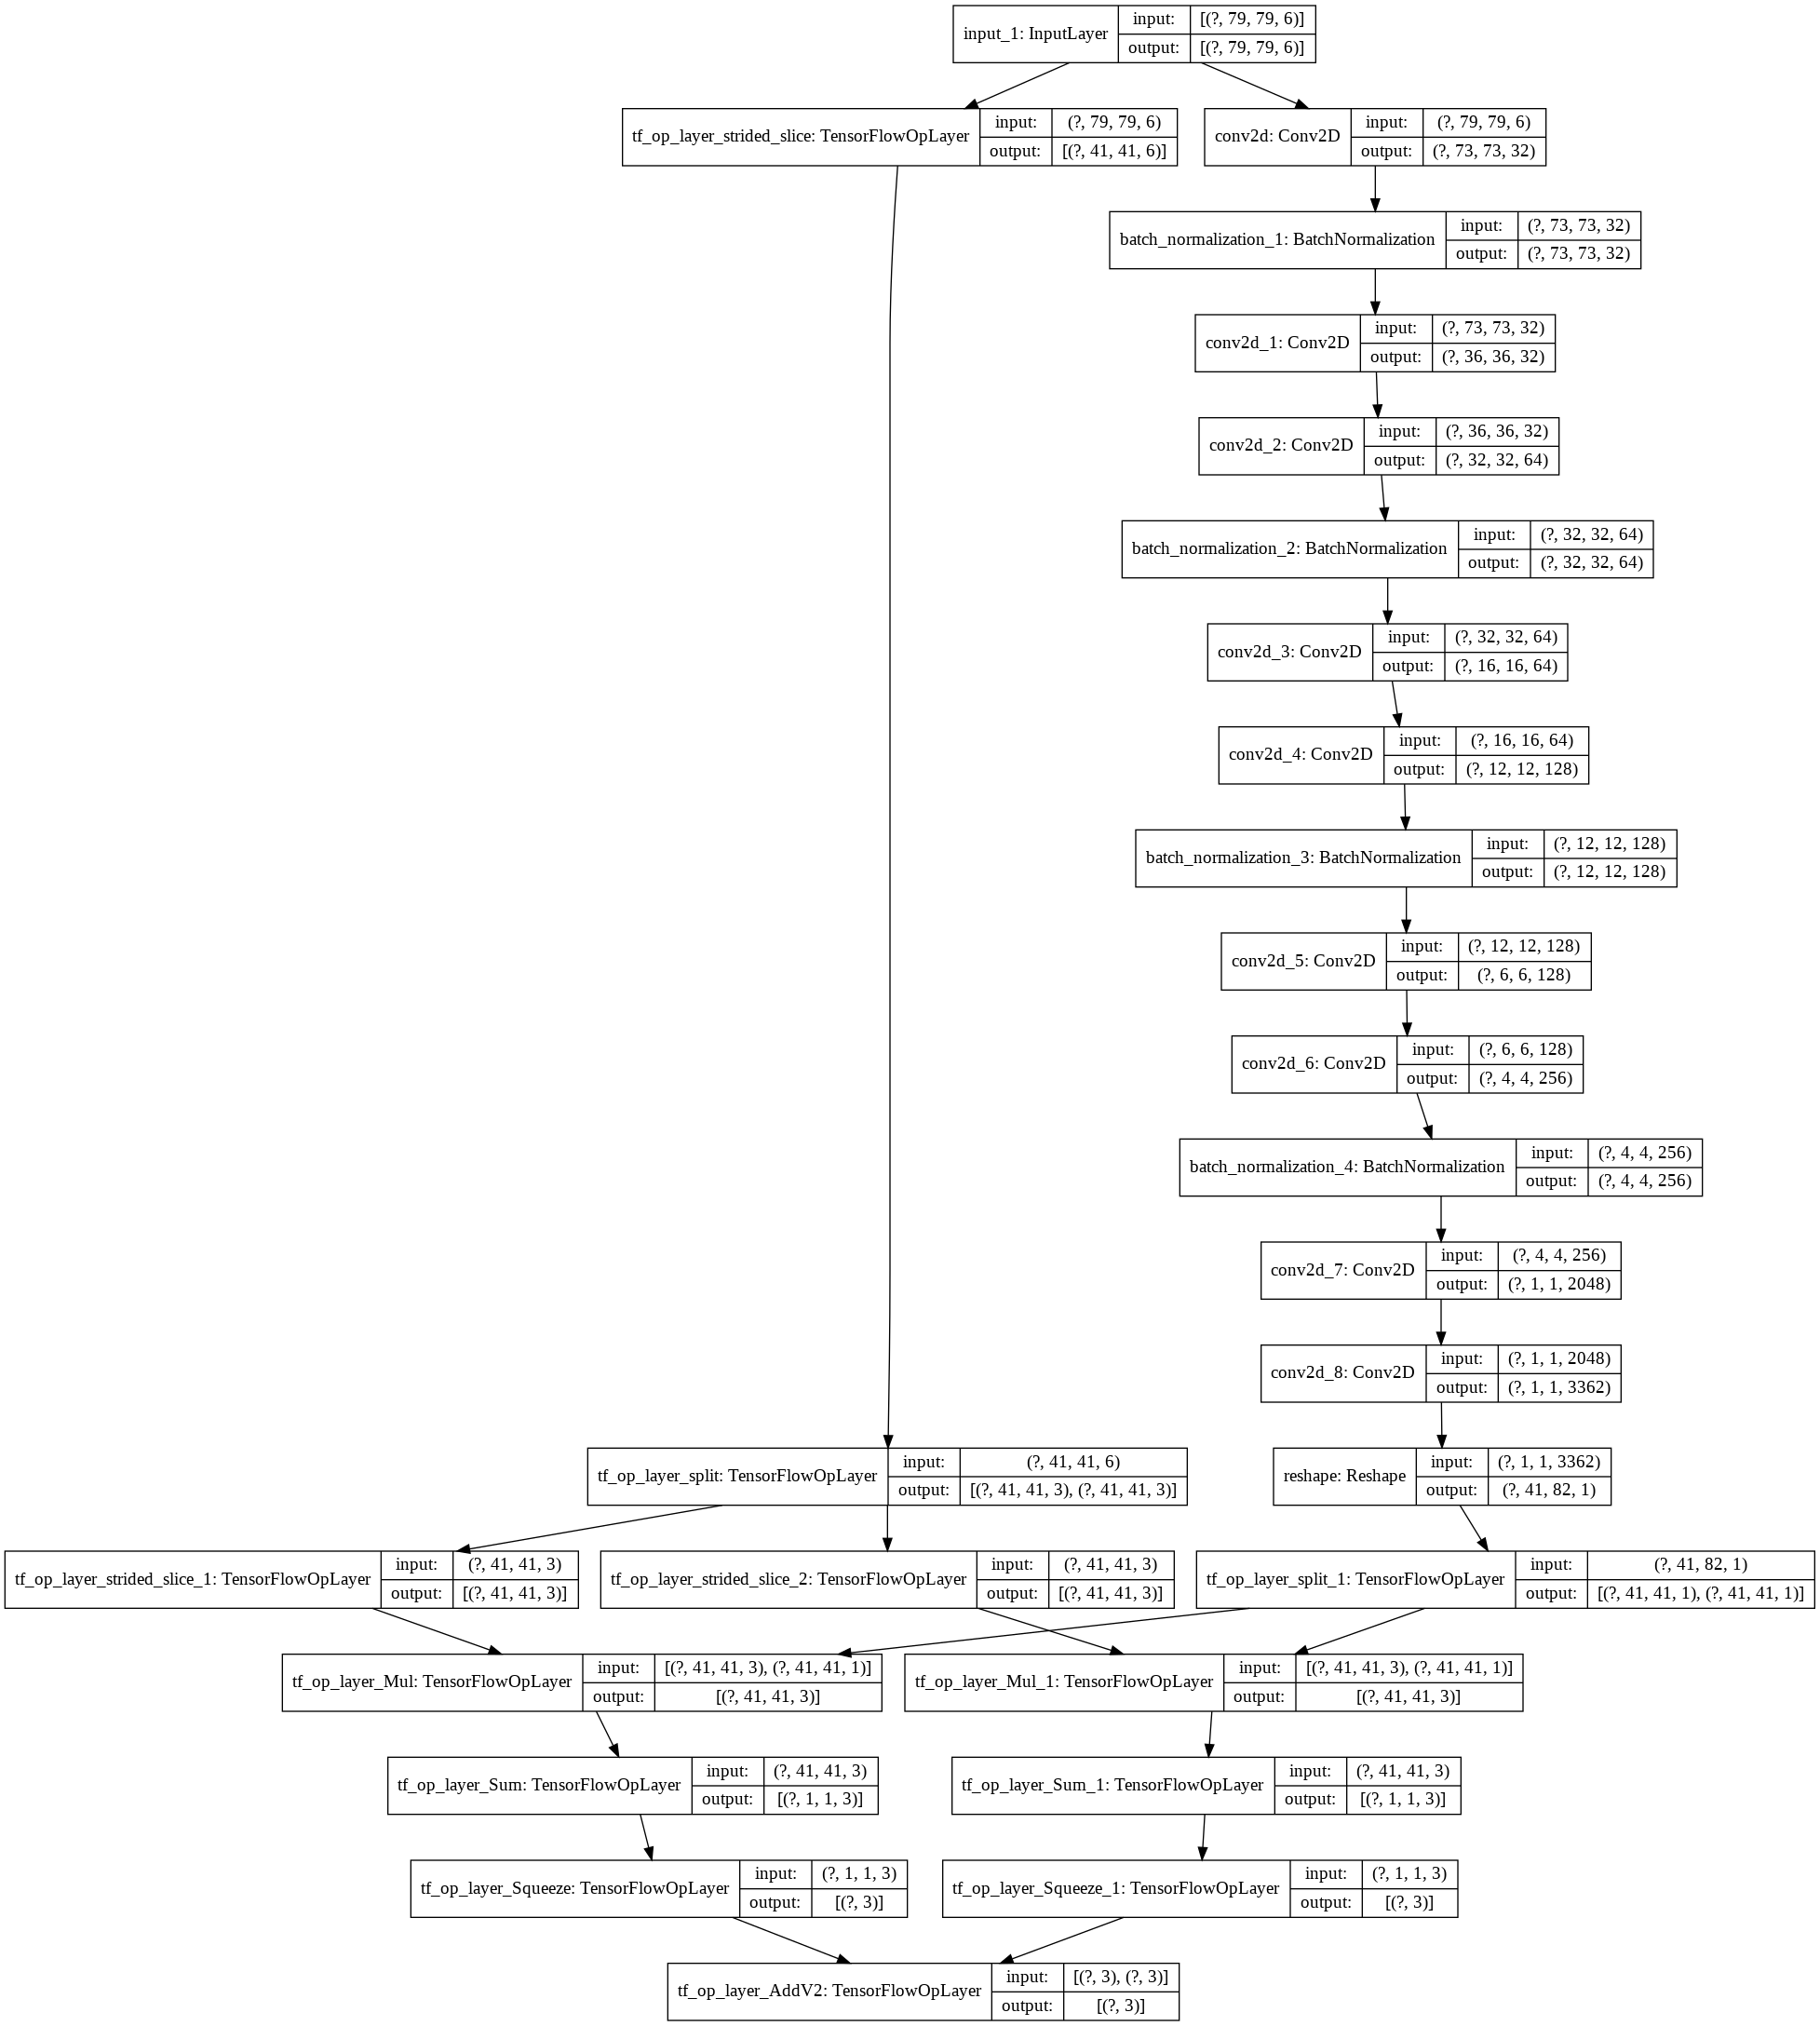 input_1: InputLayer
input:
[(?, 79, 79, 6)]
output:
[(?, 79, 79, 6)]
tf_op_layer_strided_slice: TensorFlowOpLayer
input:
(?, 79, 79, 6)
output:
[(?, 41, 41, 6)]
conv2d: Conv2D
input:
(?, 79, 79, 6)
output:
(?, 73, 73, 32)
batch_normalization_1: BatchNormalization
input:
(?, 73, 73, 32)
output:
(?, 73, 73, 32)
conv2d_1: Conv2D
input:
(?, 73, 73, 32)
output:
(?, 36, 36, 32)
conv2d_2: Conv2D
input:
(?, 36, 36, 32)
output:
(?, 32, 32, 64)
batch_normalization_2: BatchNormalization
input:
(?, 32, 32, 64)
output:
(?, 32, 32, 64)
conv2d_3: Conv2D
input:
(?, 32, 32, 64)
output:
(?, 16, 16, 64)
conv2d_4: Conv2D
input:
(?, 16, 16, 64)
output:
(?, 12, 12, 128)
batch_normalization_3: BatchNormalization
input:
(?, 12, 12, 128)
output:
(?, 12, 12, 128)
conv2d_5: Conv2D
input:
(?, 12, 12, 128)
output:
(?, 6, 6, 128)
conv2d_6: Conv2D
input:
(?, 6, 6, 128)
output:
(?, 4, 4, 256)
batch_normalization_4: BatchNormalization
input:
(?, 4, 4, 256)
output:
(?, 4, 4, 256)
conv2d_7: Conv2D
input:
(?, 4, 4, 256)
output:
(?, 1, 1, 2048)
conv2d_8: Conv2D
input:
(?, 1, 1, 2048)
output:
(?, 1, 1, 3362)
tf_op_layer_split: TensorFlowOpLayer
input:
(?, 41, 41, 6)
output:
[(?, 41, 41, 3), (?, 41, 41, 3)]
reshape: Reshape
input:
(?, 1, 1, 3362)
output:
(?, 41, 82, 1)
tf_op_layer_strided_slice_1: TensorFlowOpLayer
input:
(?, 41, 41, 3)
output:
[(?, 41, 41, 3)]
tf_op_layer_strided_slice_2: TensorFlowOpLayer
input:
(?, 41, 41, 3)
output:
[(?, 41, 41, 3)]
tf_op_layer_split_1: TensorFlowOpLayer
input:
(?, 41, 82, 1)
output:
[(?, 41, 41, 1), (?, 41, 41, 1)]
tf_op_layer_Mul: TensorFlowOpLayer
input:
[(?, 41, 41, 3), (?, 41, 41, 1)]
output:
[(?, 41, 41, 3)]
tf_op_layer_Mul_1: TensorFlowOpLayer
input:
[(?, 41, 41, 3), (?, 41, 41, 1)]
output:
[(?, 41, 41, 3)]
tf_op_layer_Sum: TensorFlowOpLayer
input:
(?, 41, 41, 3)
output:
[(?, 1, 1, 3)]
tf_op_layer_Sum_1: TensorFlowOpLayer
input:
(?, 41, 41, 3)
output:
[(?, 1, 1, 3)]
tf_op_layer_Squeeze: TensorFlowOpLayer
input:
(?, 1, 1, 3)
output:
[(?, 3)]
tf_op_layer_Squeeze_1: TensorFlowOpLayer
input:
(?, 1, 1, 3)
output:
[(?, 3)]
tf_op_layer_AddV2: TensorFlowOpLayer
input:
[(?, 3), (?, 3)]
output:
[(?, 3)]